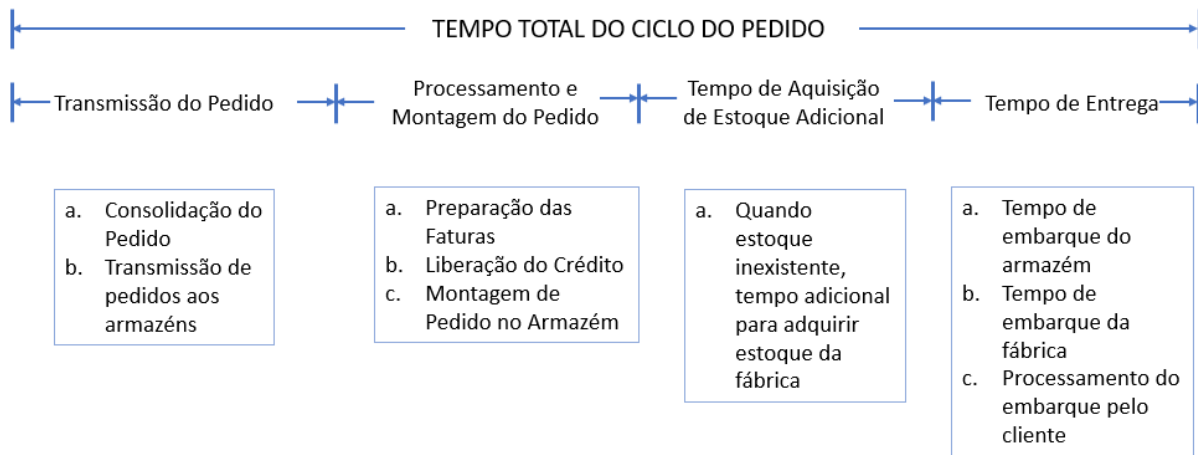 TEMPO TOTAL DO CICLO DO PEDIDO
Transmissão do Pedido
Processamento e
Montagem do Pedido
Tempo de Aquisição
de Estoque Adicional
Tempo de Entrega
a. Consolidação do
Pedido
b. Transmissão de
pedidos aos
armazéns
a. Preparação das
Faturas
b. Liberação do Crédito
c. Montagem de
Pedido no Armazém
a. Quando
estoque
inexistente,
tempo adicional
para adquirir
estoque da
fábrica
a. Tempo de
embarque do
armazém
b. Tempo de
embarque da
fábrica
c. Processamento do
embarque pelo
cliente